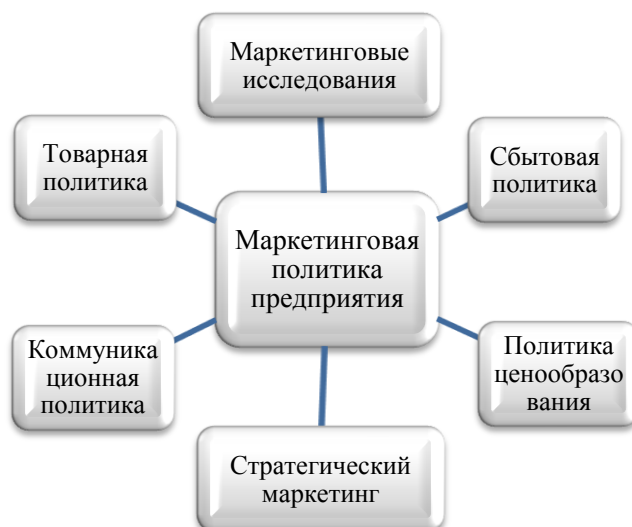 Маркетинговые
исследования
Товарная
политика
Сбытовая
политика
Маркетинговая
политика
предприятия
Коммуника
ционная
политика
Политика
ценообразо
вания
Стратегический
маркетинг